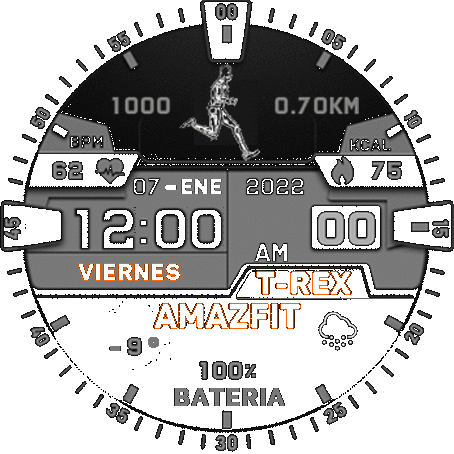 00
55 05
1000 0.70KM
50 10
BPM KCAL
62 75
07-ENE 2022
45 12:00 00 15
AM
VIERNES T-REX
AMAZFIT
40 20
-9°
100%
BATERIA
35 25
30